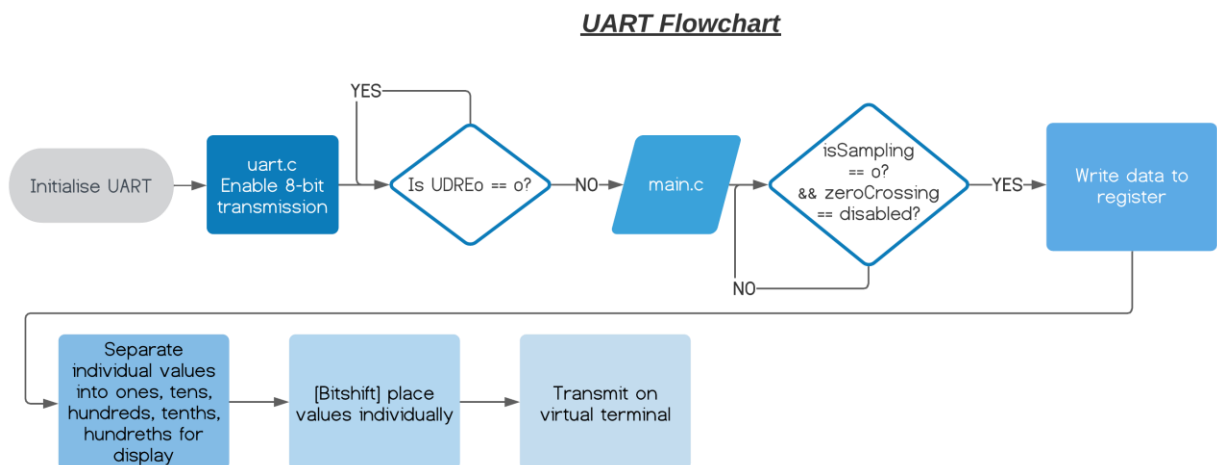 UART Flowchart
YES
Initialise UART
uart.c
Enable 8-bit
transmission
Is UDREo == o?
NO
main.c
isSampling
== o?
&& zeroCrossing
== disabled?
YES
NO
Write data to
register
Separate
individual values
into ones, tens,
hundreds, tenths,
hundreths for
display
[Bitshift] place
values individually
Transmit on
virtual terminal